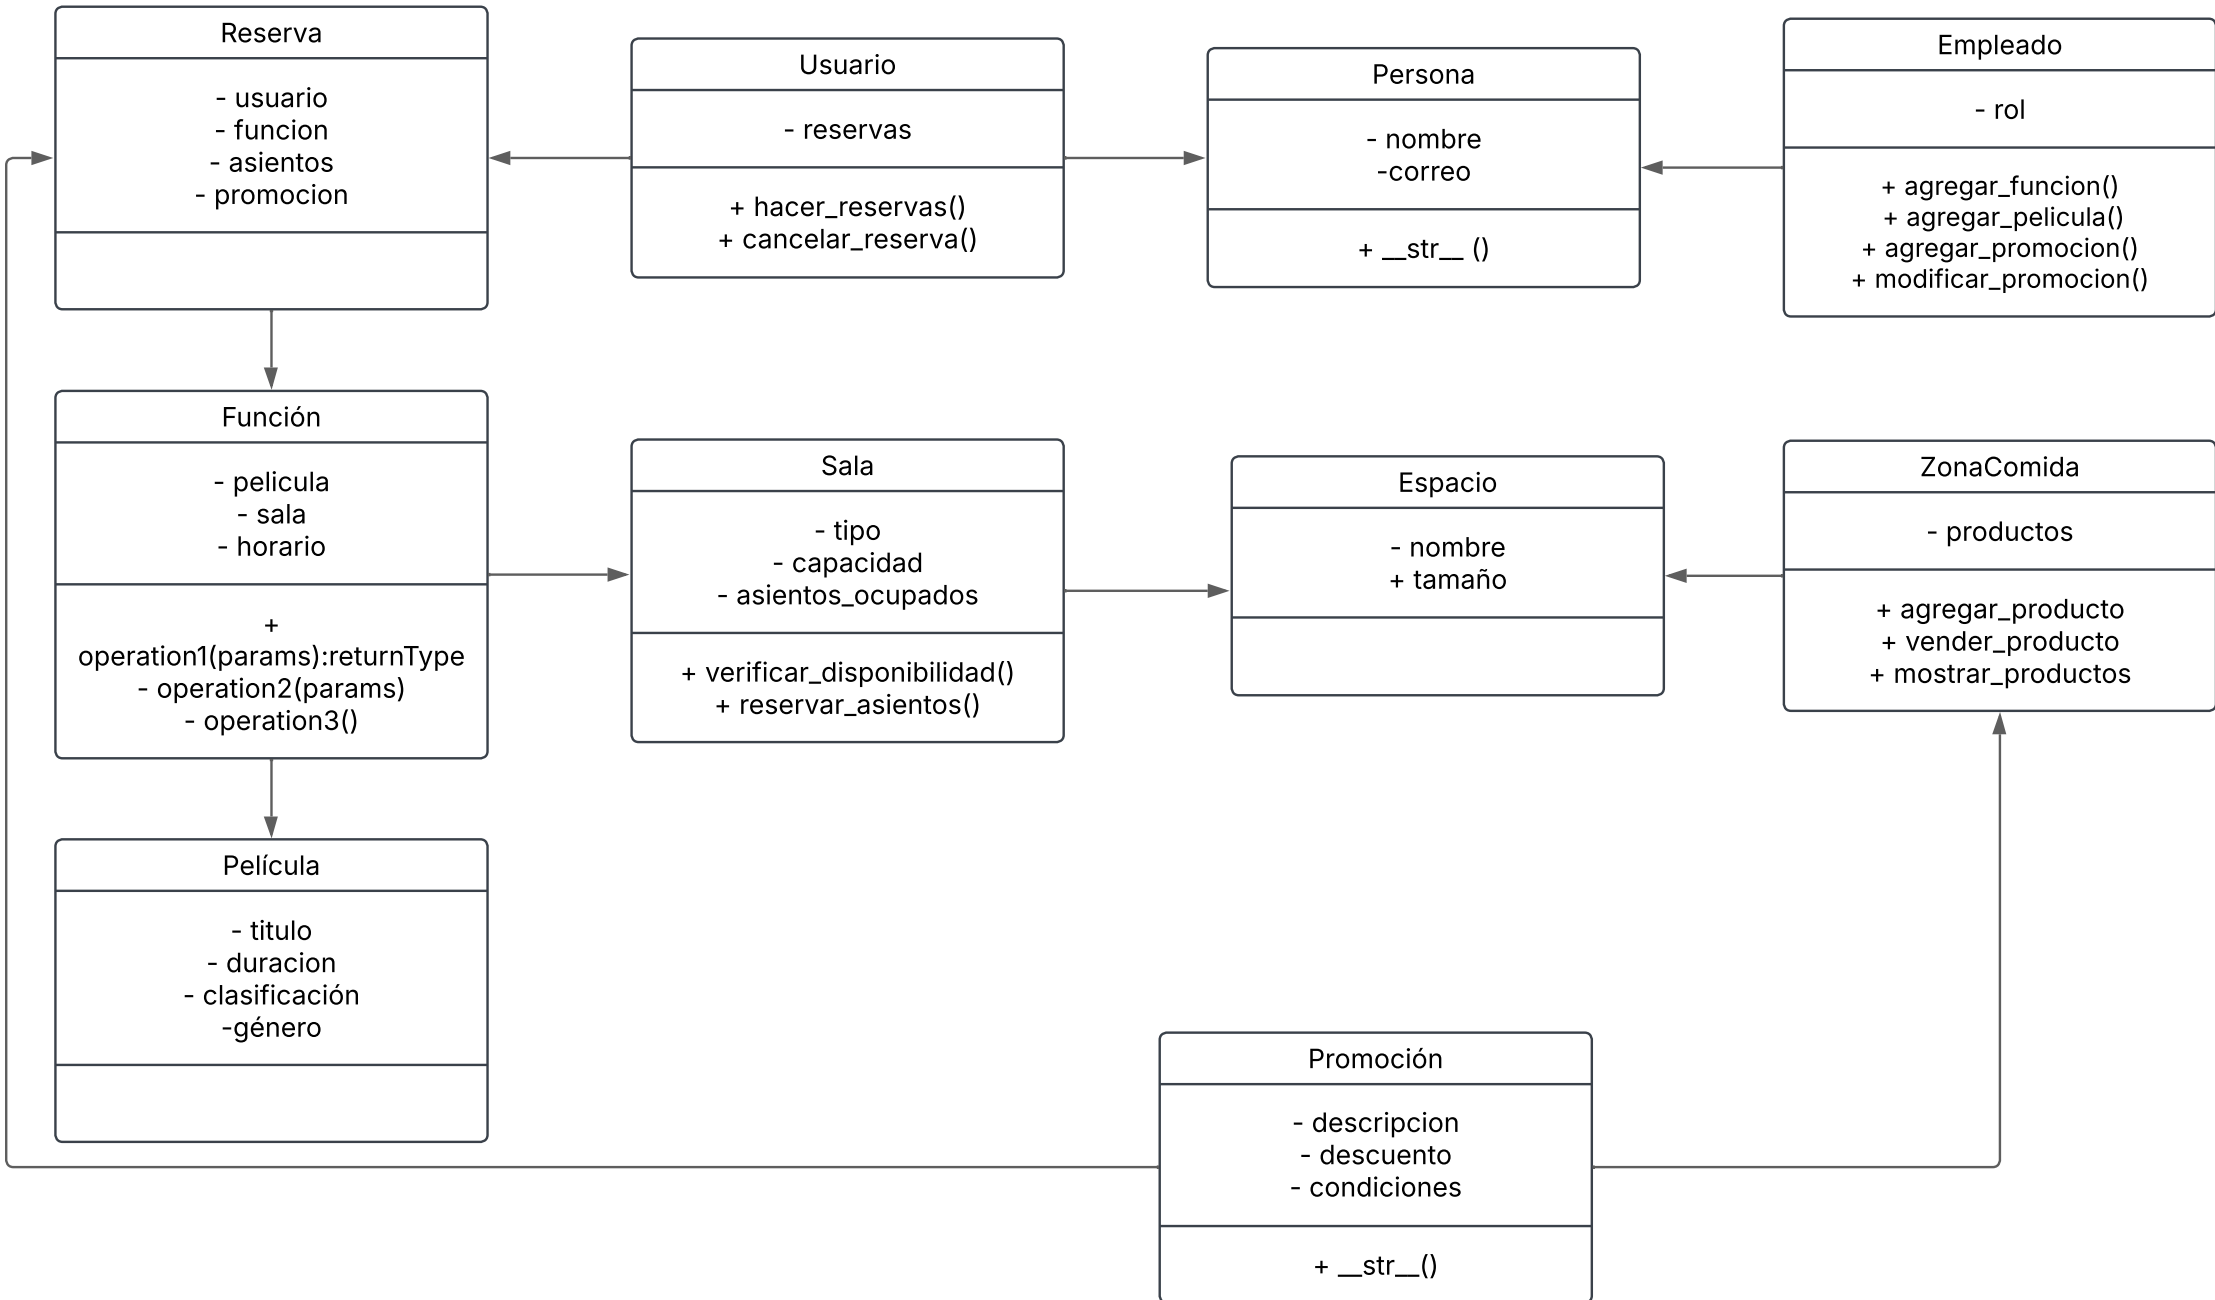 Reserva
- usuario
- funcion
- asientos
- promocion
Usuario
- reservas
+ hacer_reservas()
+ cancelar_reserva()
Persona
- nombre
-correo
+ __str__ ()
Empleado
- rol
+ agregar_funcion()
+ agregar_pelicula()
+ agregar_promocion()
+ modificar_promocion()
Función
- pelicula
- sala
- horario
+
operation1(params):returnType
- operation2(params)
- operation3()
Sala
- tipo
- capacidad
- asientos_ocupados
+ verificar_disponibilidad()
+ reservar_asientos()
Espacio
- nombre
+ tamaño
ZonaComida
- productos
+ agregar_producto
+ vender_producto
+ mostrar_productos
Película
- titulo
- duracion
- clasificación
-género
Promoción
- descripcion
- descuento
- condiciones
+ __str__()